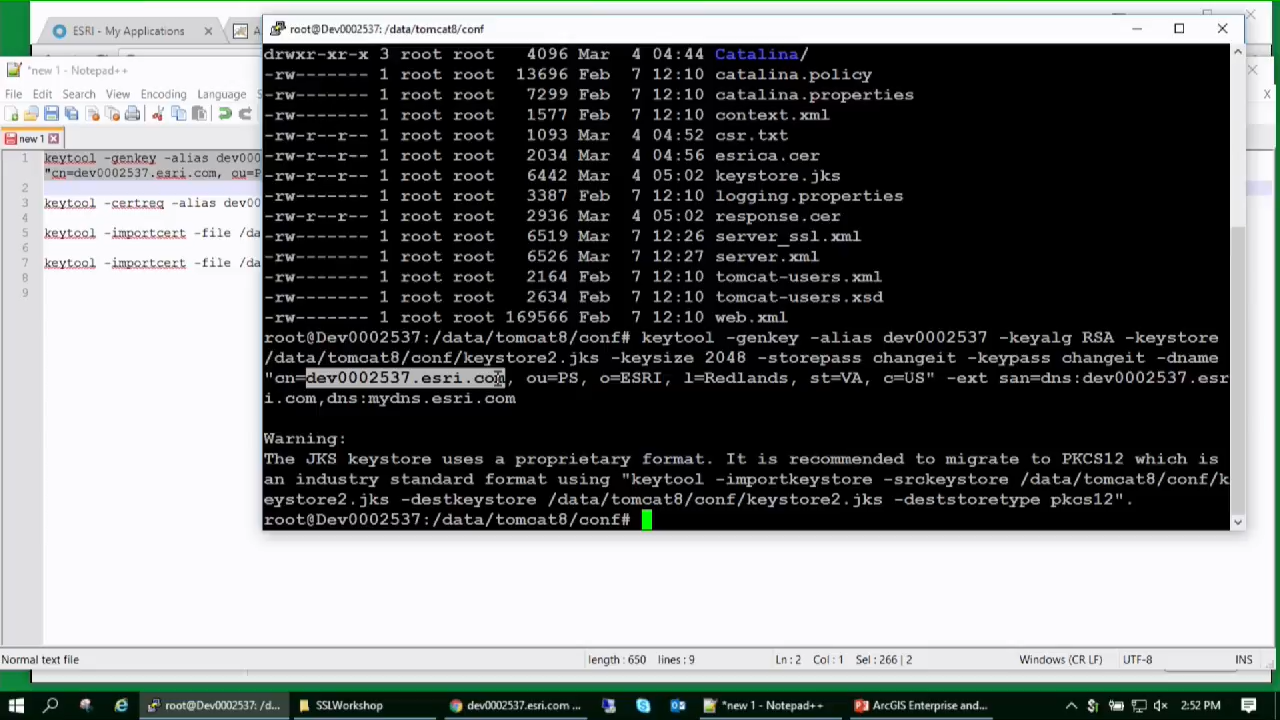 ESRI - My Applications
A
root@Dev0002537: /data/tomcat8/conf
*new 1 - Notepad++
File Edit Search View Encoding Language
new 1
1 keytool -genkey -alias dev000
"cn=dev0002537.esri.com, ou=P
2
3 keytool -certreq -alias dev00
4
5 keytool -importcert -file /da
6
7 keytool -importcert -file /da
8
9
drwxr-xr-x 3 root root 4096 Mar 4 04:44 Catalina/
-rw------- 1 root root 13696 Feb 7 12:10 catalina.policy
-rw------- 1 root root 7299 Feb 7 12:10 catalina.properties
-rw------- 1 root root 1577 Feb 7 12:10 context.xml
-rw-r--r-- 1 root root 1093 Mar 4 04:52 csr.txt
-rw-r--r-- 1 root root 2034 Mar 4 04:56 esrica.cer
-rw-r--r-- 1 root root 6442 Mar 4 05:02 keystore.jks
-rw------- 1 root root 3387 Feb 7 12:10 logging.properties
-rw-r--r-- 1 root root 2936 Mar 4 05:02 response.cer
-rw------- 1 root root 6519 Mar 7 12:26 server_ssl.xml
-rw------- 1 root root 6526 Mar 7 12:27 server.xml
-rw------- 1 root root 2164 Feb 7 12:10 tomcat-users.xml
-rw------- 1 root root 2634 Feb 7 12:10 tomcat-users.xsd
-rw------- 1 root root 169566 Feb 7 12:10 web.xml
root@Dev0002537:/data/tomcat8/conf# keytool -genkey -alias dev0002537 -keyalg RSA -keystore
/data/tomcat8/conf/keystore2.jks -keysize 2048 -storepass changeit -keypass changeit -dname
"cn=dev0002537.esri.com, ou=PS, o=ESRI, l=Redlands, st=VA, c=US" -ext san=dns:dev0002537.esr
i.com,dns:mydns.esri.com
Warning:
The JKS keystore uses a proprietary format. It is recommended to migrate to PKCS12 which is
an industry standard format using "keytool -importkeystore -srckeystore /data/tomcat8/conf/k
eystore2.jks -destkeystore /data/tomcat8/conf/keystore2.jks -deststoretype pkcs12".
root@Dev0002537:/data/tomcat8/conf#
Normal text file length : 650 lines : 9 Ln : 2 Col : 1 Sel : 266 | 2 Windows (CR LF) UTF-8 INS
root@Dev0002537: /d... SSLWorkshop dev0002537.esri.com ... *new 1 - Notepad++ ArcGIS Enterprise and... 2:52 PM